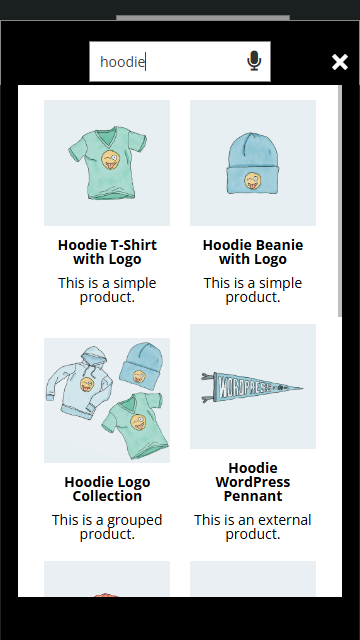 hoodie
Hoodie T-Shirt
with Logo
This is a simple
product.
Hoodie Beanie
with Logo
This is a simple
product.
Hoodie Logo
Collection
This is a grouped
product.
WORDPRESS
Hoodie
WordPress
Pennant
This is an external
product.